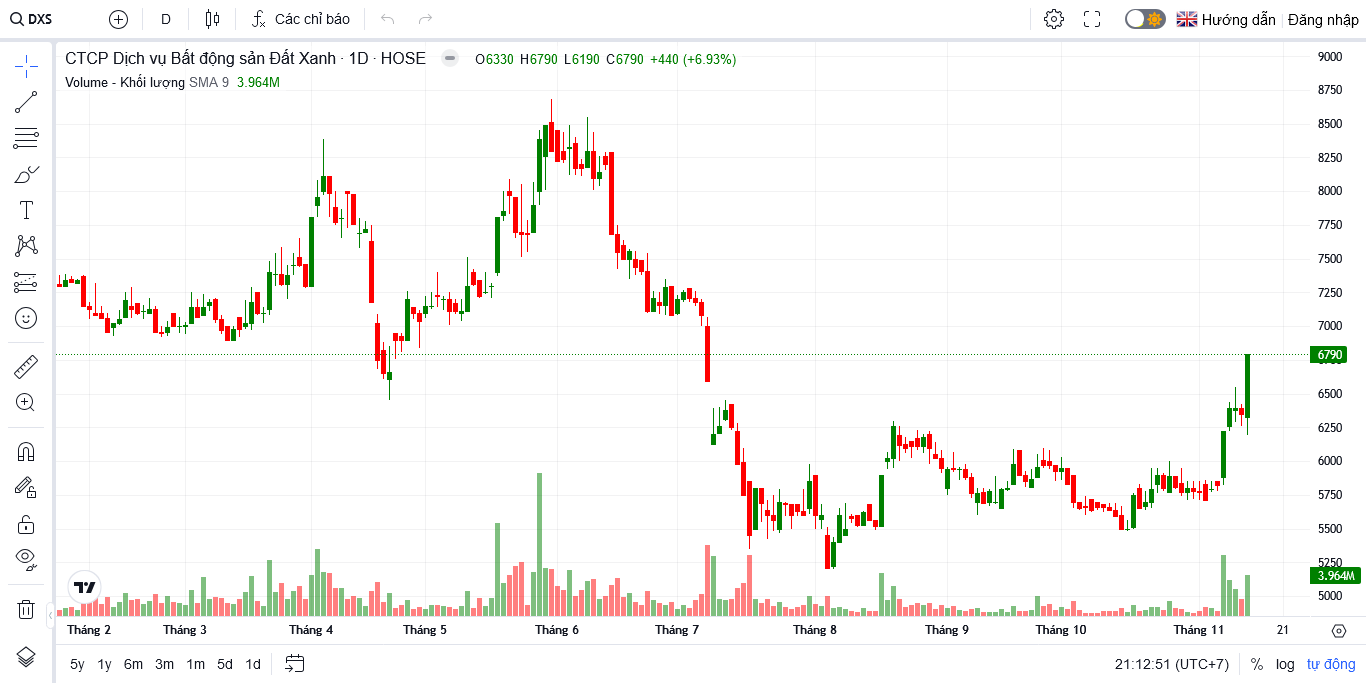 DXS D Các chỉ báo Hướng dẫn Đăng nhập
CTCP Dịch vụ Bất động sản Đất Xanh · 1D · HOSE O6330 H6790 L6190 C6790 +440 (+6.93%)
Volume - Khối lượng SMA 9 3.964M
9000
8750
8500
8250
8000
7750
7500
7250
7000
6790
6500
6250
6000
5750
5500
5250
3.964M
5000
Tháng 2 Tháng 3 Tháng 4 Tháng 5 Tháng 6 Tháng 7 Tháng 8 Tháng 9 Tháng 10 Tháng 11 21
5y 1y 6m 3m 1m 5d 1d 21:12:51 (UTC+7) % log tự động